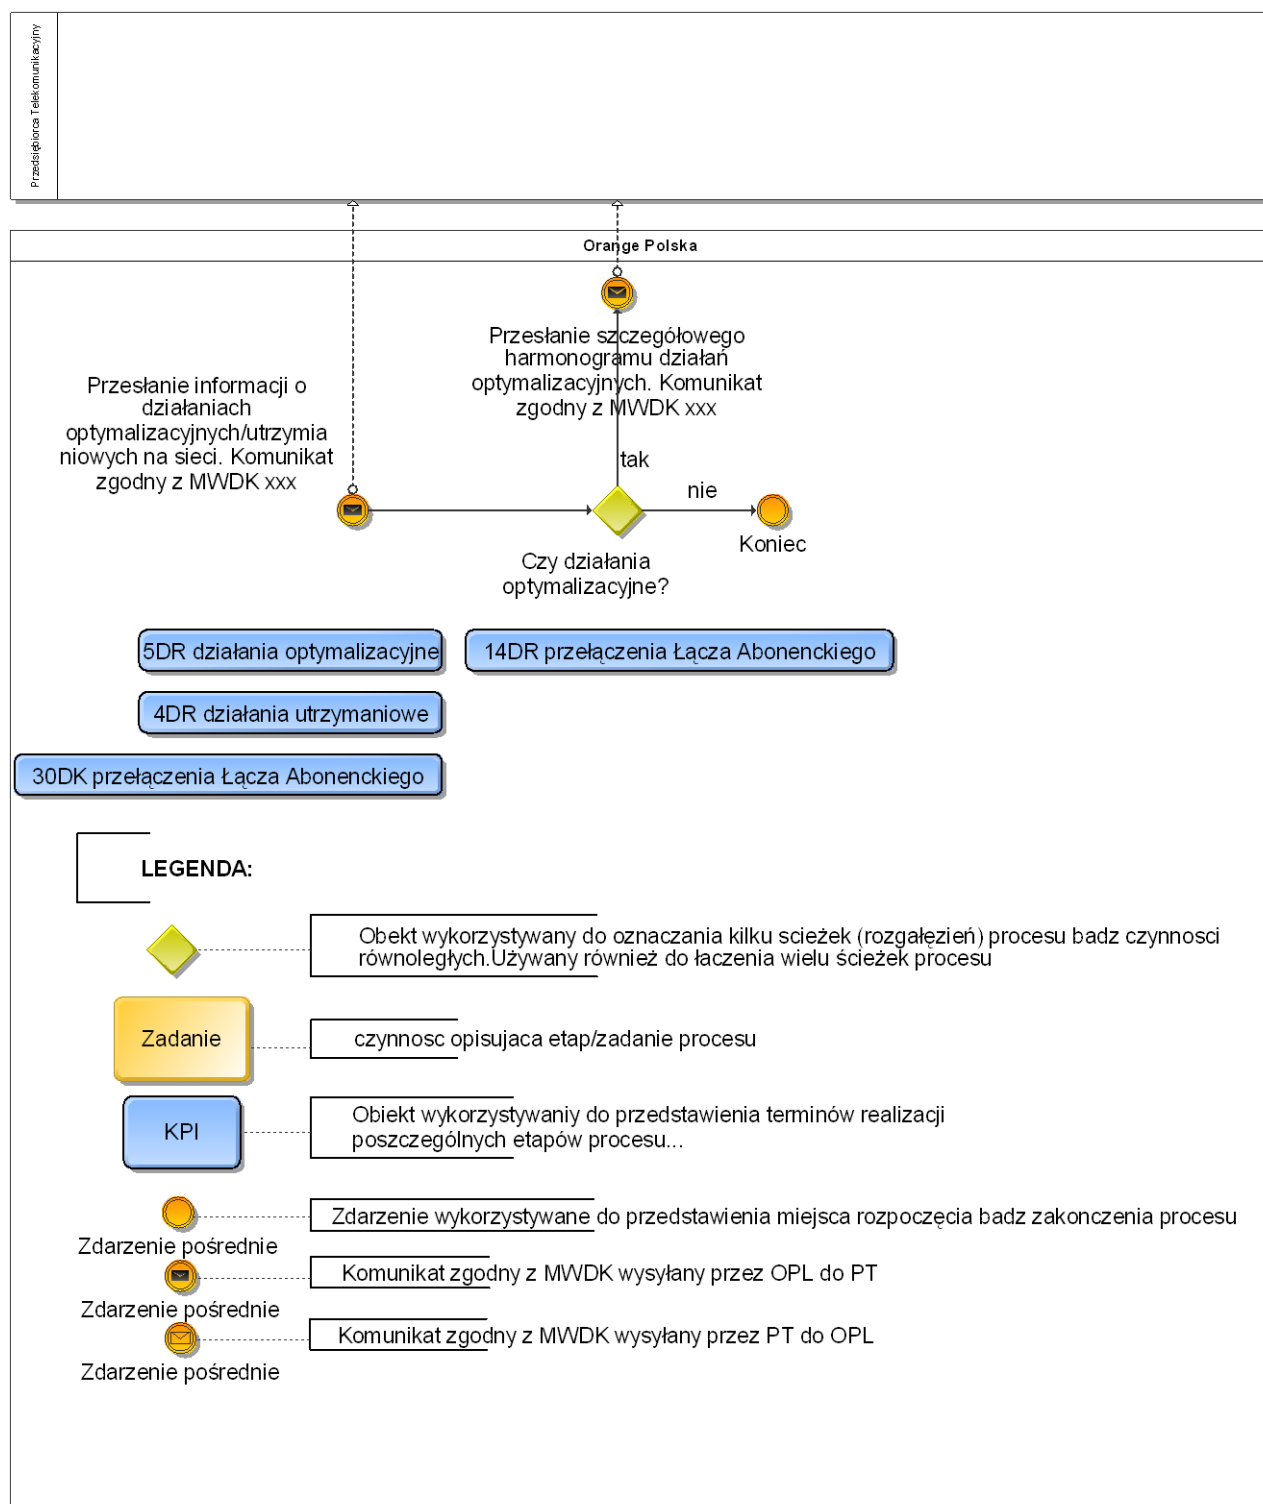 Przedsiębiorca Telekomunikacyjny
Orange Polska
Przesłanie szczegółowego
harmonogramu działań
optymalizacyjnych. Komunikat
zgodny z MWDK xxx
Przesłanie informacji o
działaniach
optymalizacyjnych/utrzymia
niowych na sieci. Komunikat
zgodny z MWDK xxx
tak
nie
Koniec
Czy działania
optymalizacyjne?
5DR działania optymalizacyjne
14DR przełączenia Łącza Abonenckiego
4DR działania utrzymaniowe
30DK przełączenia Łącza Abonenckiego
LEGENDA:
Obekt wykorzystywany do oznaczania kilku scieżek (rozgałęzień) procesu badz czynnosci
równoległych.Używany również do łaczenia wielu ścieżek procesu
Zadanie
czynnosc opisujaca etap/zadanie procesu
KPI
Obiekt wykorzystywaniy do przedstawienia terminów realizacji
poszczególnych etapów procesu...
Zdarzenie wykorzystywane do przedstawienia miejsca rozpoczęcia badz zakonczenia procesu
Zdarzenie pośrednie
Komunikat zgodny z MWDK wysyłany przez OPL do PT
Zdarzenie pośrednie
Komunikat zgodny z MWDK wysyłany przez PT do OPL
Zdarzenie pośrednie